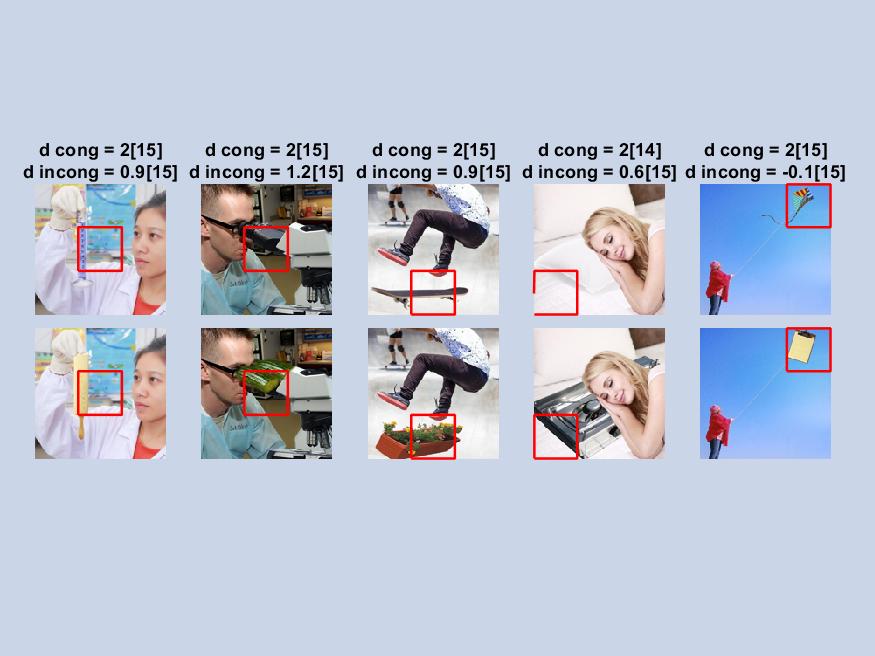 d cong = 2[15]
d incong = 0.9[15]
d cong = 2[15]
d incong = 1.2[15]
d cong = 2[15]
d incong = 0.9[15]
d cong = 2[14]
d incong = 0.6[15]
d cong = 2[15]
d incong = -0.1[15]